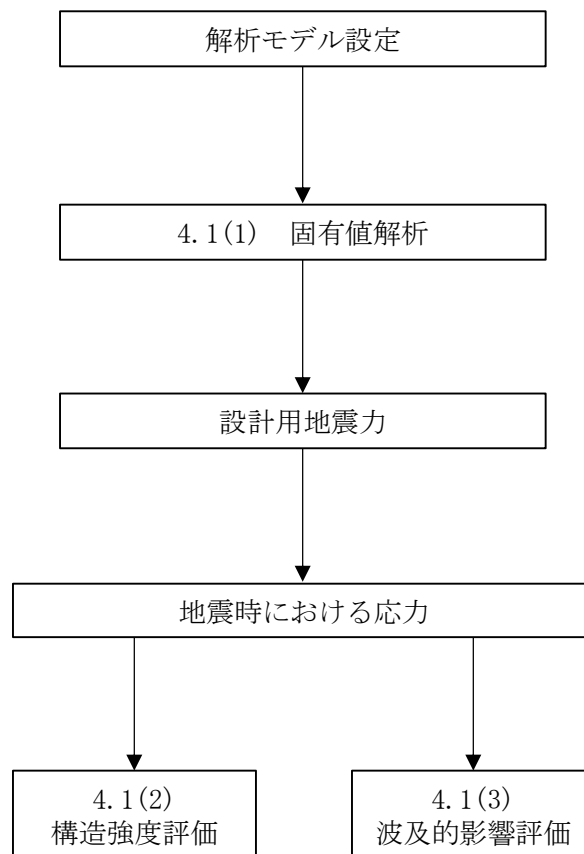 解析モデル設定
4.1(1)　固有値解析
設計用地震力
地震時における応力
4.1(2)
構造強度評価
4.1(3)
波及的影響評価